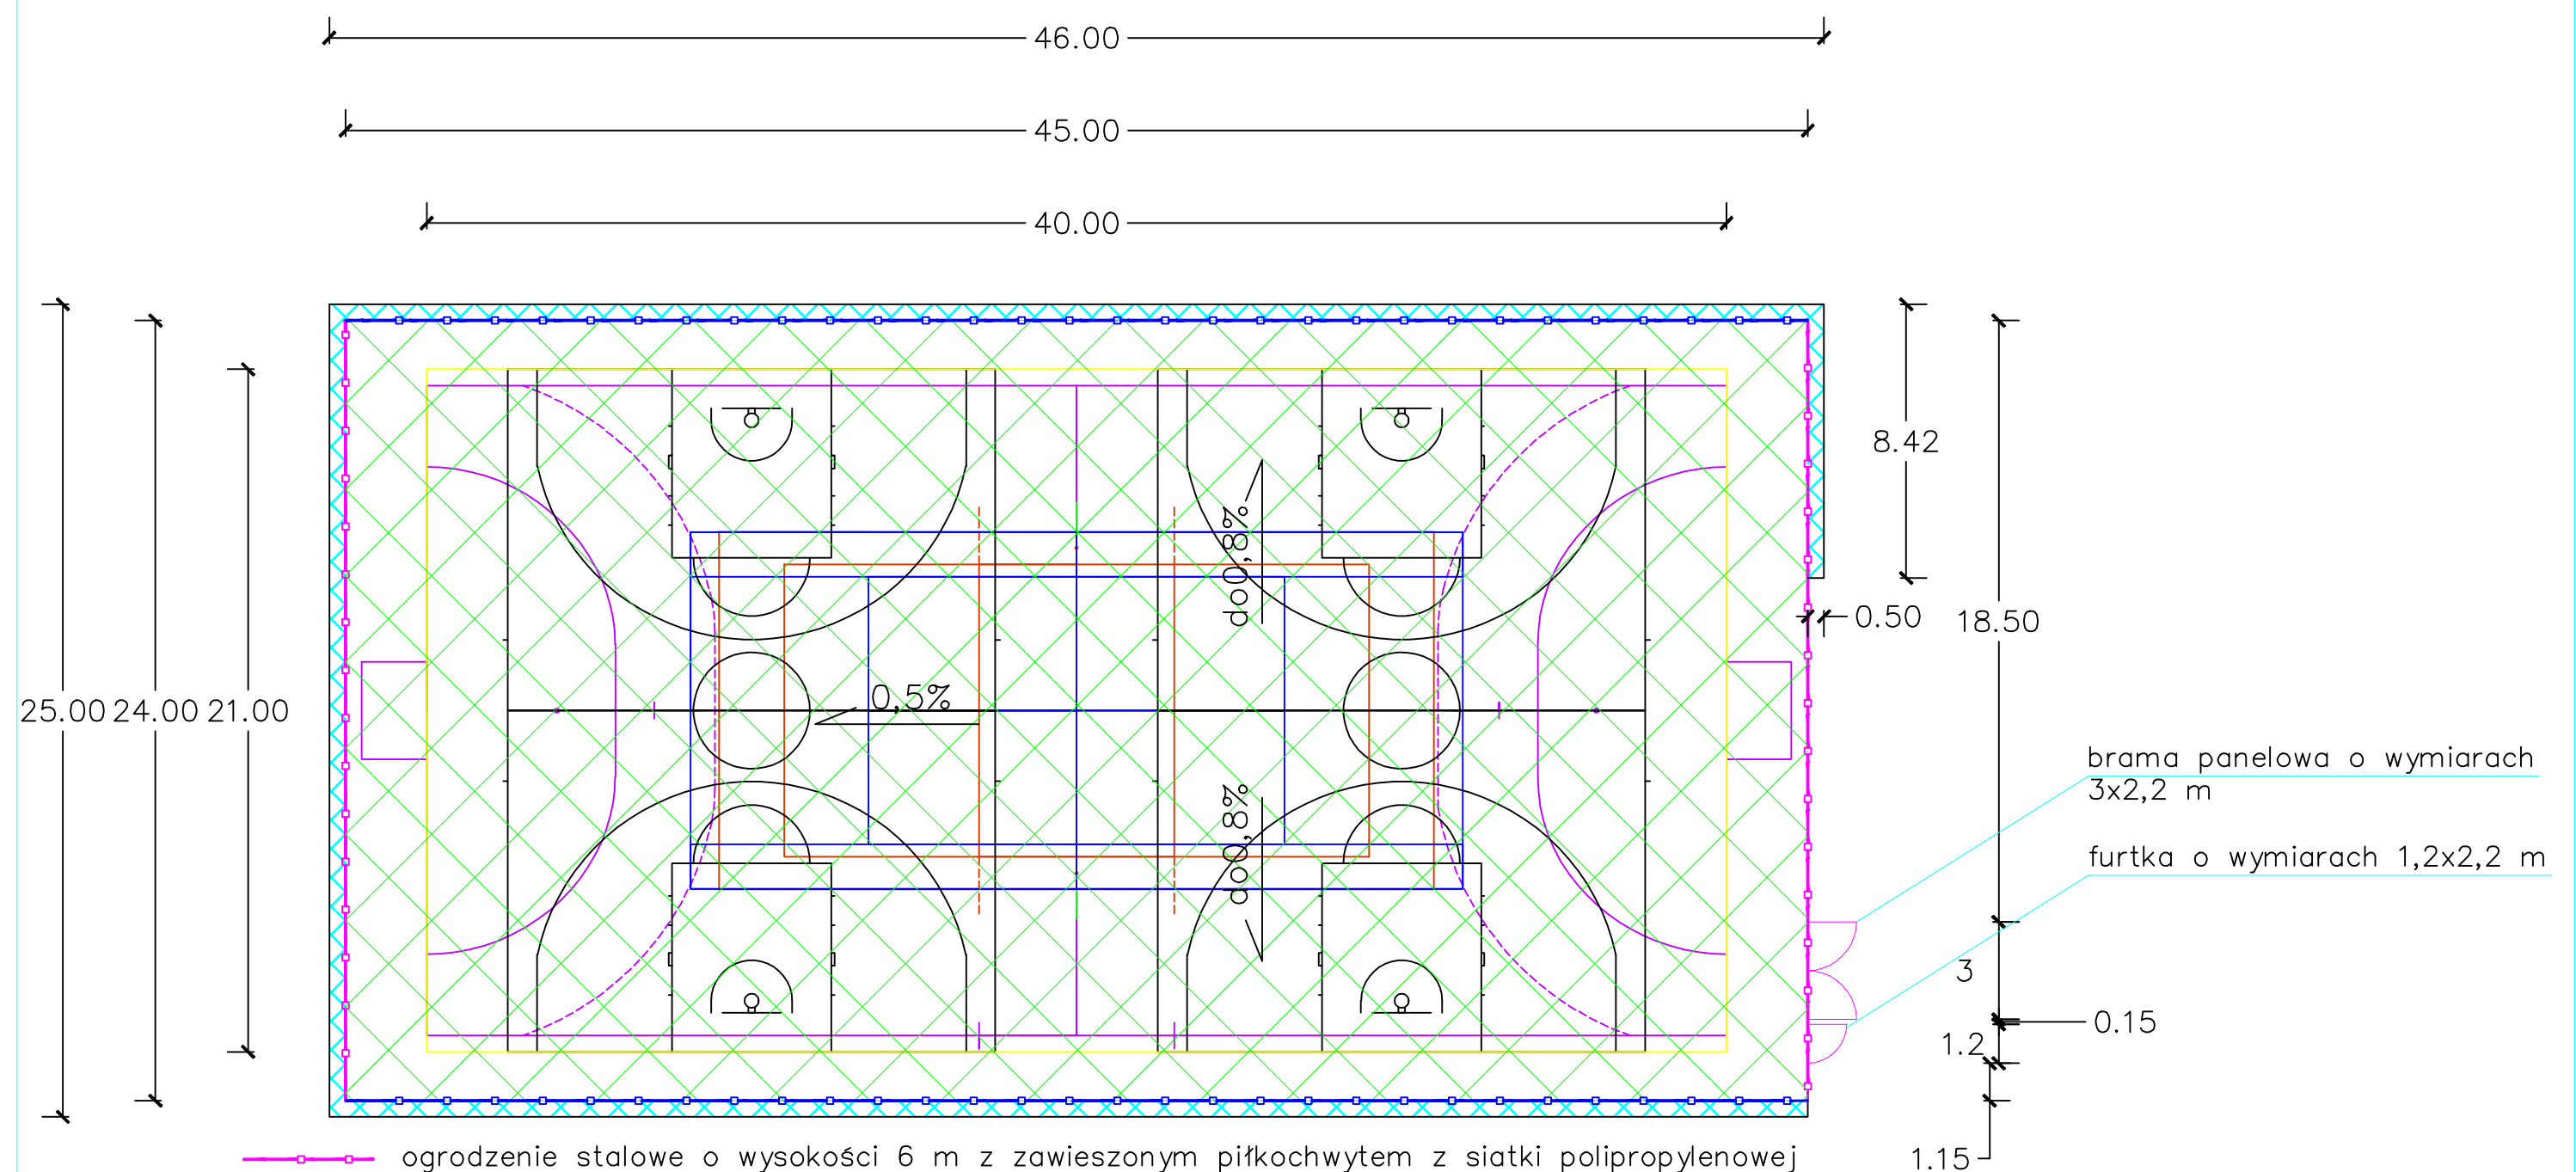 46.00
45.00
40.00
8.42
0.50
18.50
do0,8%
25.00
24.00
21.00
0,5%
do0,8%
brama panelowa o wymiarach
3x2,2 m
furtka o wymiarach 1,2x2,2 m
3
0.15
1.2
1.15
ogrodzenie stalowe o wysokości 6 m z zawieszonym piłkochwytem z siatki polipropylenowej